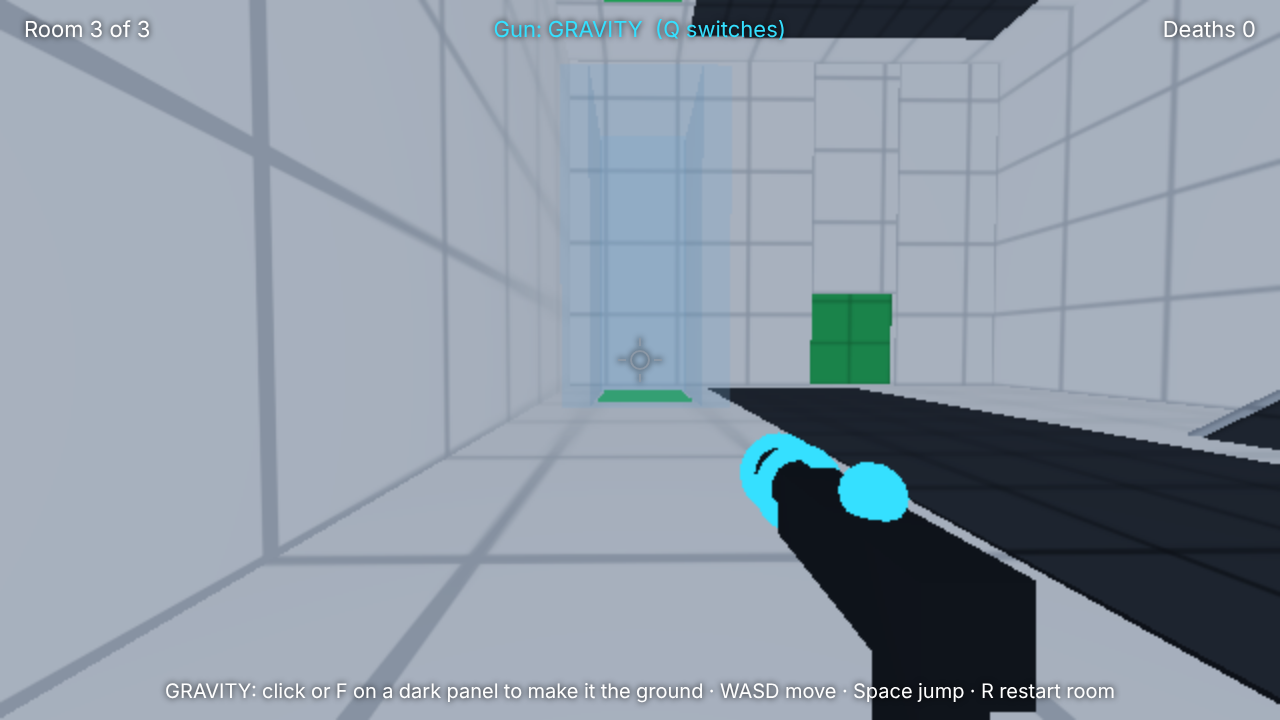 Room 3 of 3
Gun: GRAVITY (Q switches)
Deaths 0
GRAVITY: click or F on a dark panel to make it the ground · WASD move · Space jump · R restart room